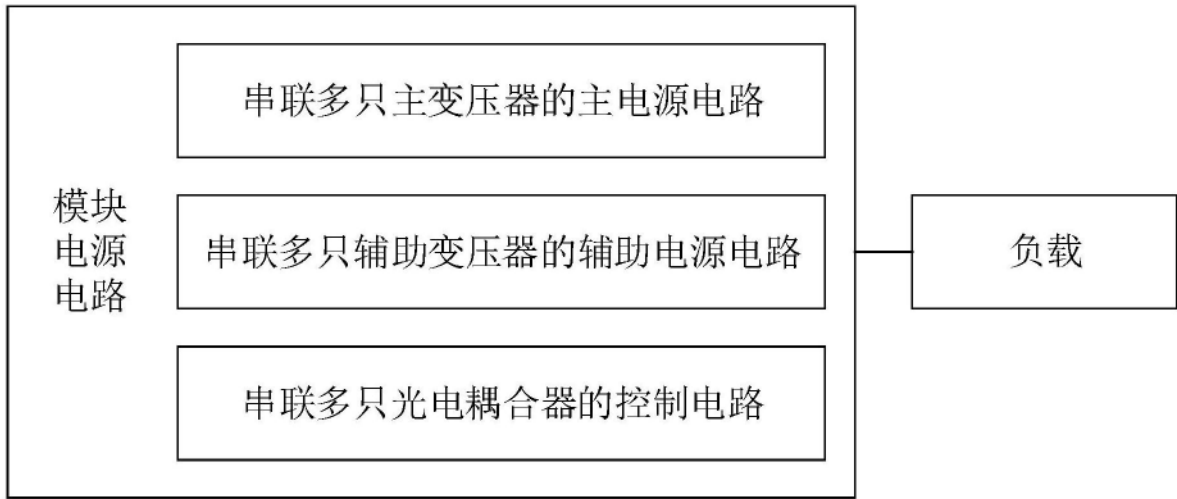 串联多只主变压器的主电源电路
模块
电源
电路
串联多只辅助变压器的辅助电源电路
负载
串联多只光电耦合器的控制电路